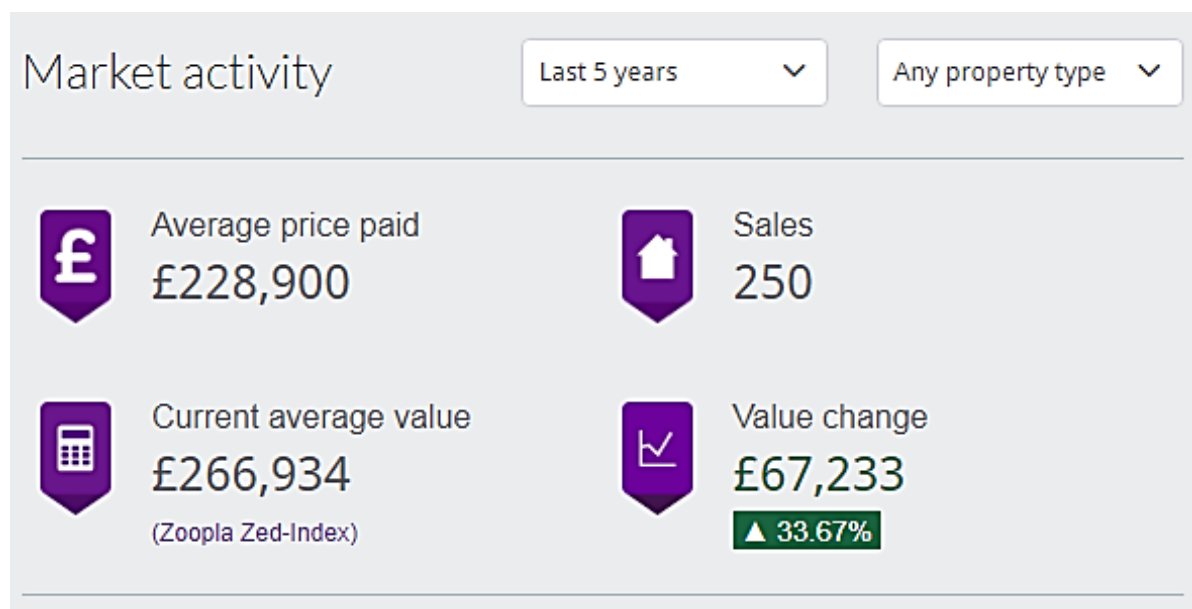 Market activity
Last 5 years
Any property type
£
Average price paid
£228,900
Sales
250
Current average value
£266,934
(Zoopla Zed-Index)
Value change
£67,233
▲ 33.67%